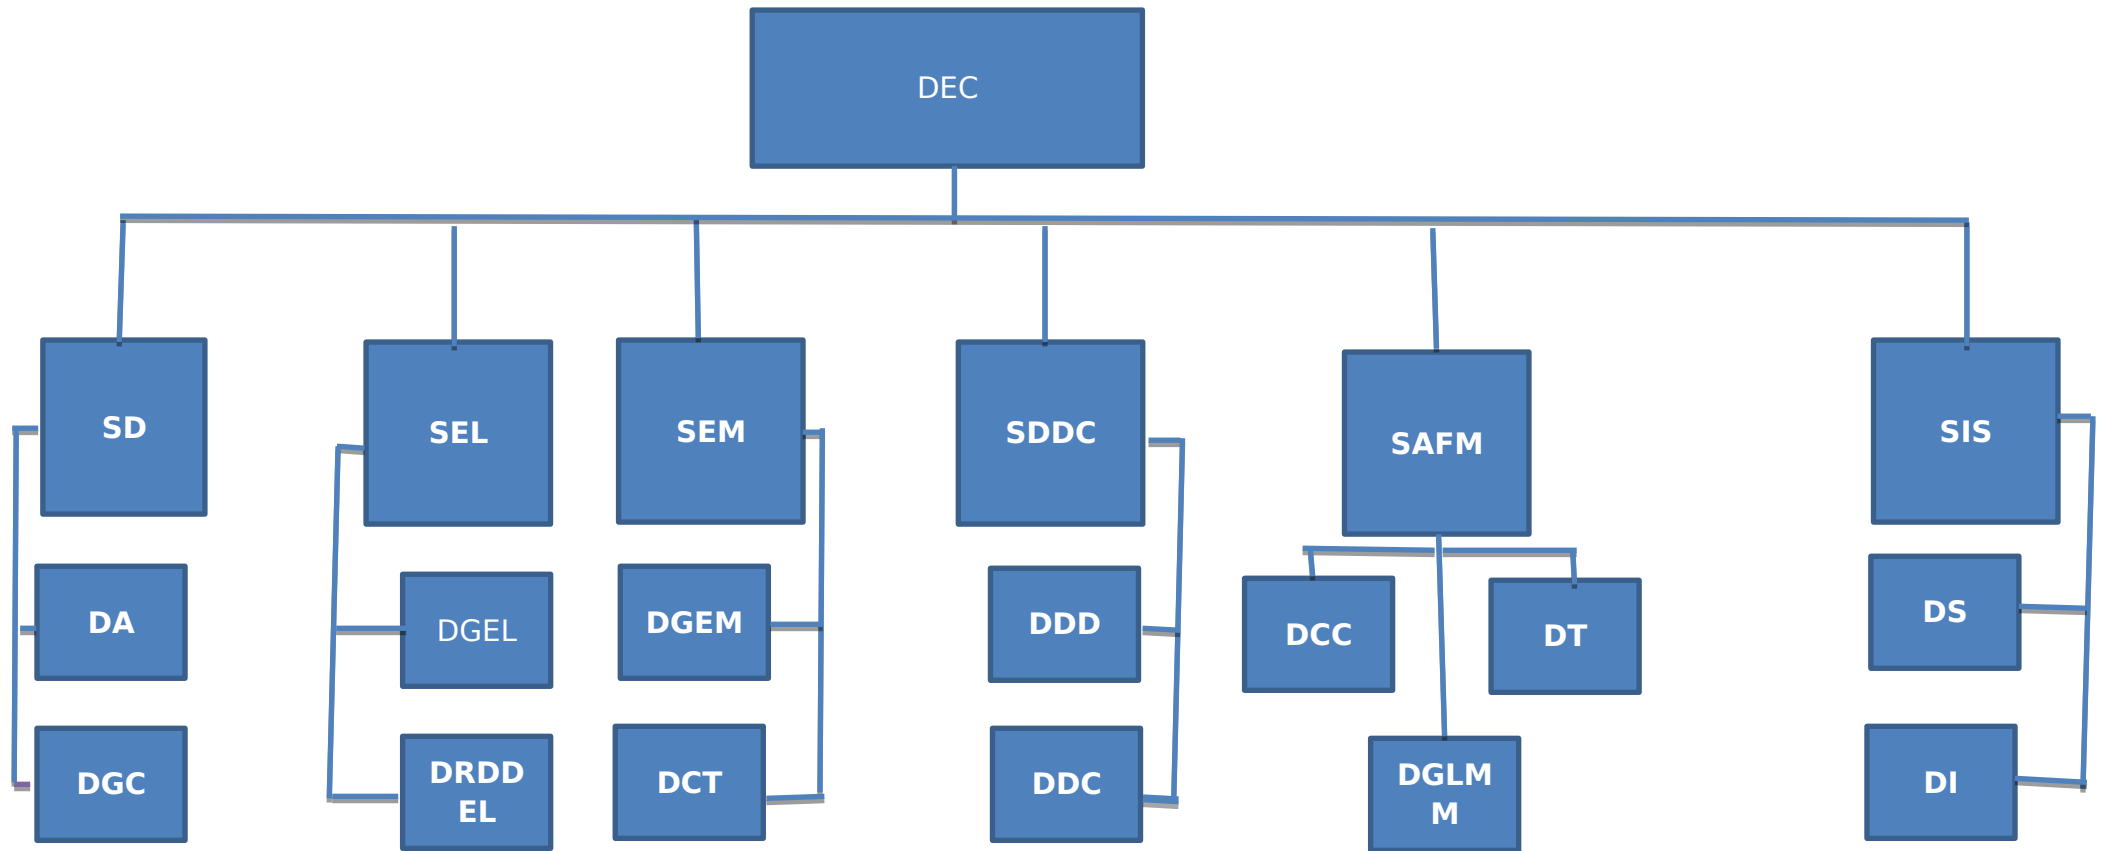 DEC
SD
SEL
SEM
SDDC
SAFM
SIS
DA
DGEL
DGEM
DDD
DCC
DT
DS
DGC
DRDD
EL
DCT
DDC
DGLM
M
DI